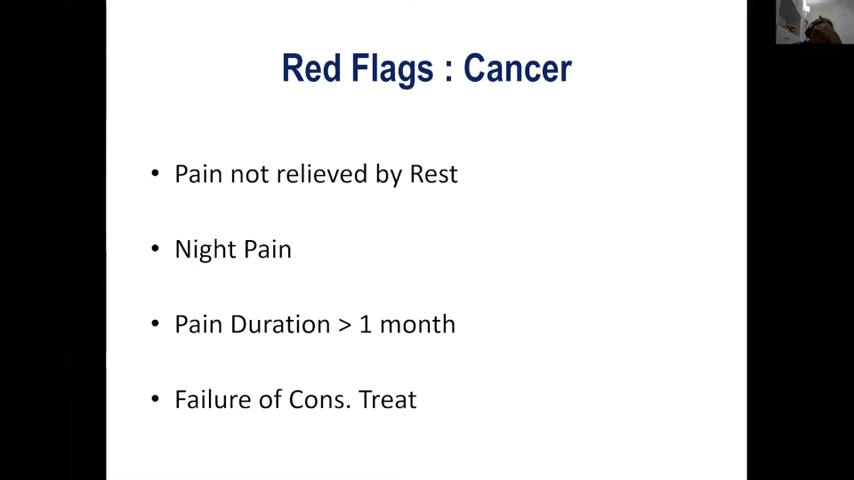 Red Flags : Cancer
• Pain not relieved by Rest
• Night Pain
• Pain Duration > 1 month
• Failure of Cons. Treat